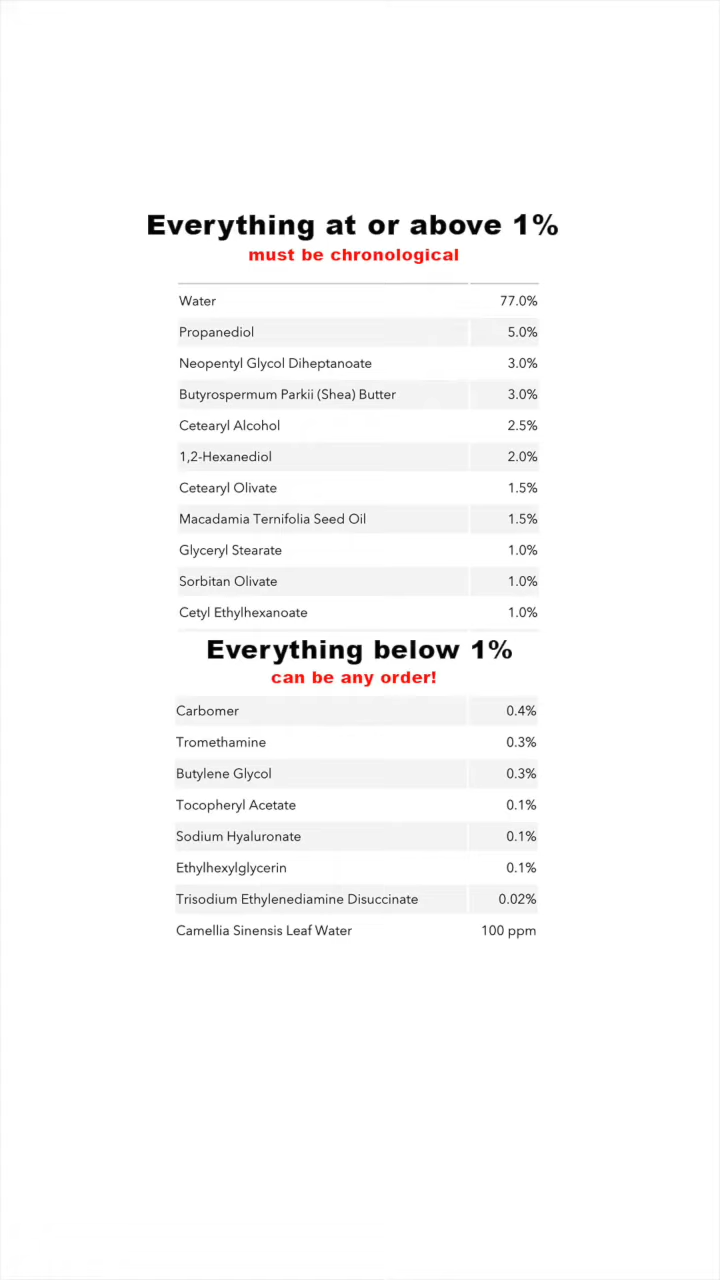 Everything at or above 1%
must be chronological
Water 77.0%
Propanediol 5.0%
Neopentyl Glycol Diheptanoate 3.0%
Butyrospermum Parkii (Shea) Butter 3.0%
Cetearyl Alcohol 2.5%
1,2-Hexanediol 2.0%
Cetearyl Olivate 1.5%
Macadamia Ternifolia Seed Oil 1.5%
Glyceryl Stearate 1.0%
Sorbitan Olivate 1.0%
Cetyl Ethylhexanoate 1.0%
Everything below 1%
can be any order!
Carbomer 0.4%
Tromethamine 0.3%
Butylene Glycol 0.3%
Tocopheryl Acetate 0.1%
Sodium Hyaluronate 0.1%
Ethylhexylglycerin 0.1%
Trisodium Ethylenediamine Disuccinate 0.02%
Camellia Sinensis Leaf Water 100 ppm